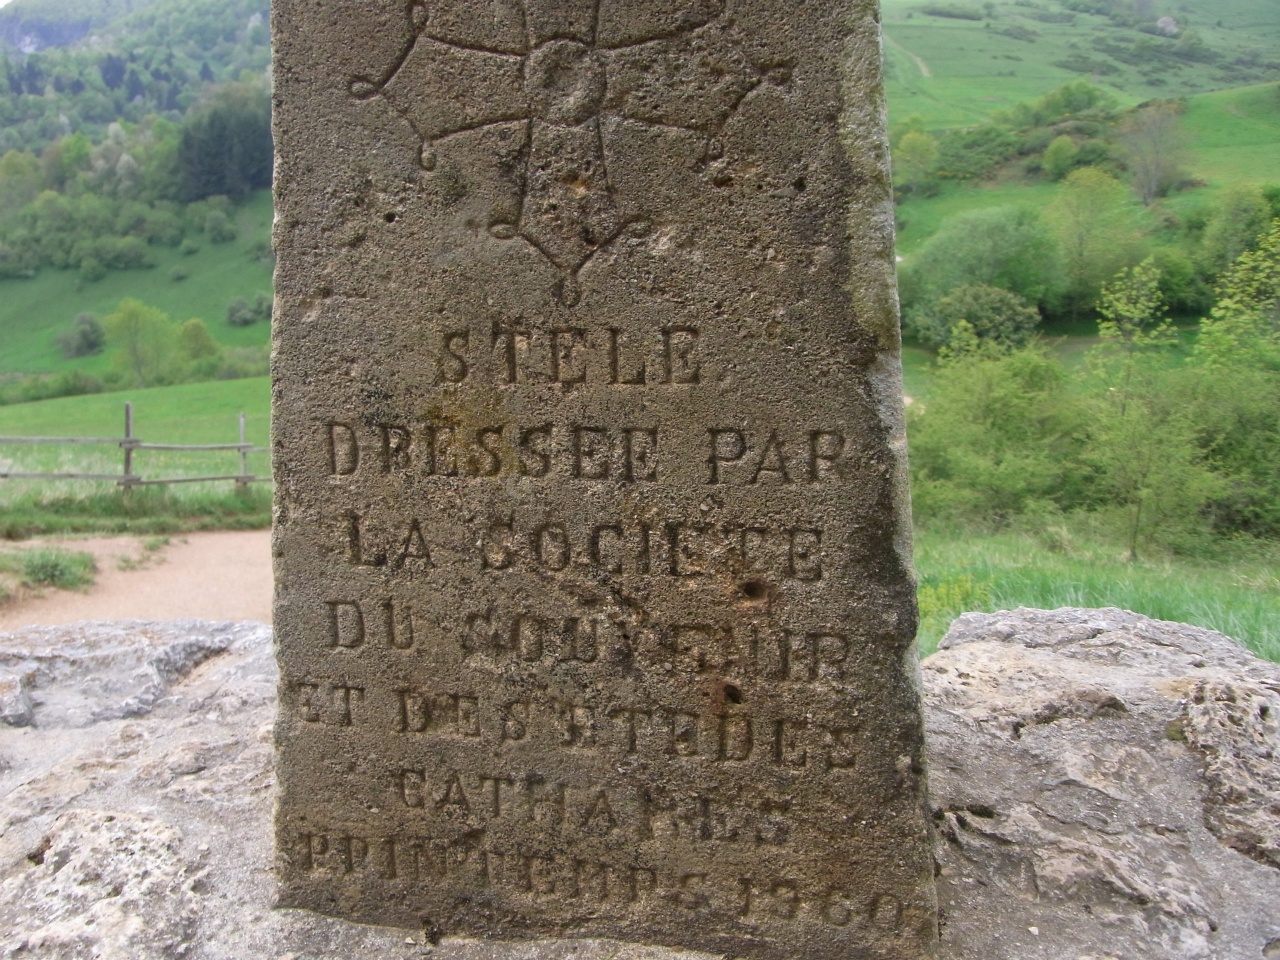 STELE
DRESSEE PAR
LA SOCIETE
DU SOUVENIR
ET DES ETUDES
CATHARES
PRINTEMPS 1960